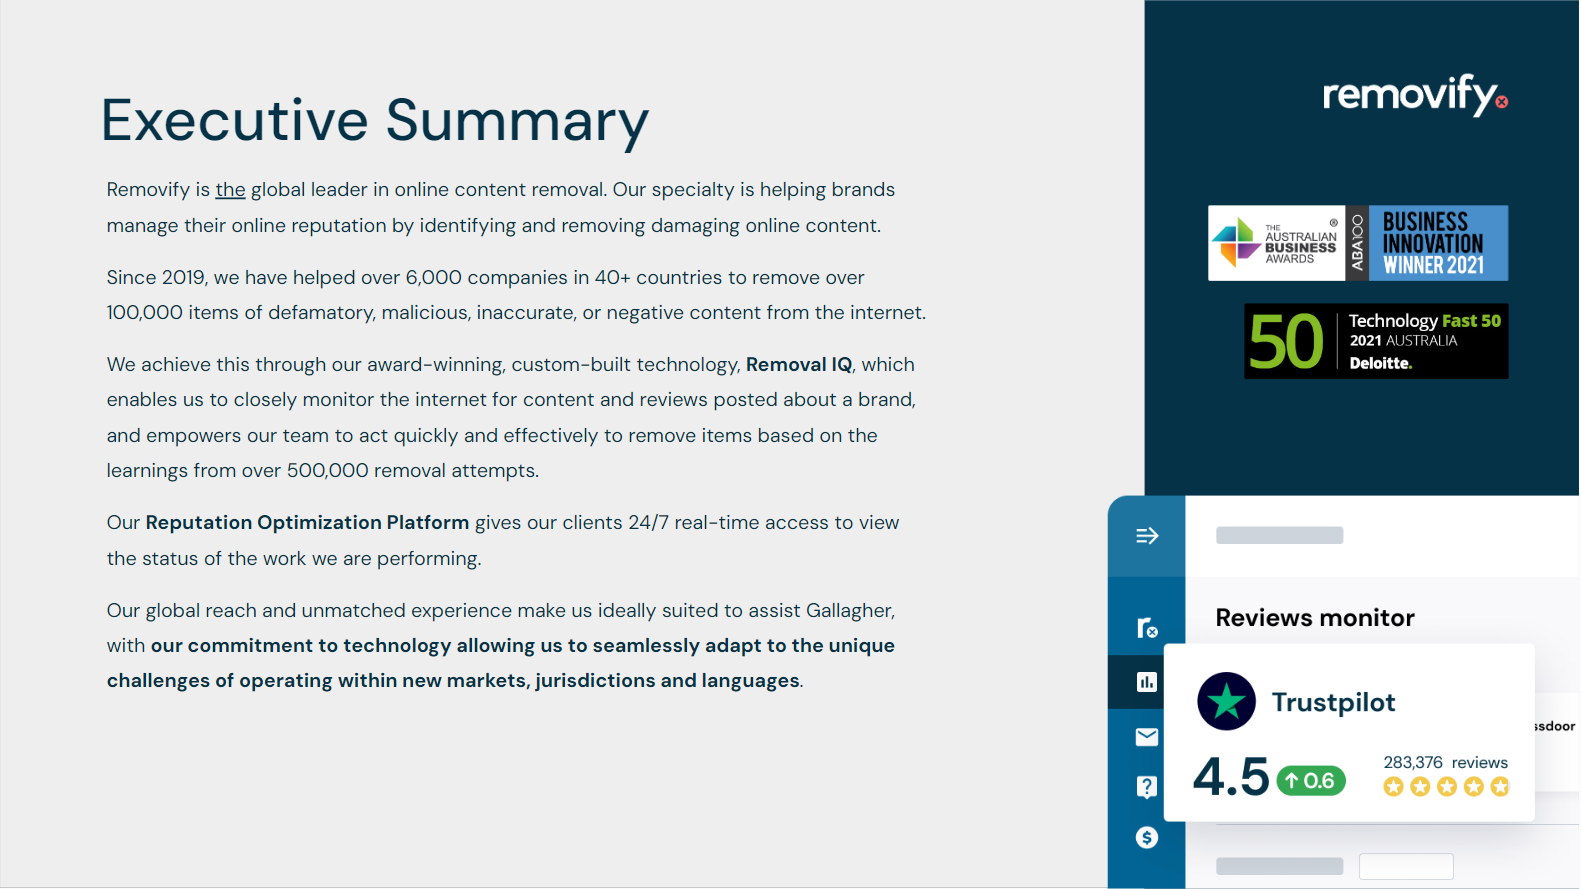 Executive Summary
Removify is the global leader in online content removal. Our specialty is helping brands
manage their online reputation by identifying and removing damaging online content.
Since 2019, we have helped over 6,000 companies in 40+ countries to remove over
100,000 items of defamatory, malicious, inaccurate, or negative content from the internet.
We achieve this through our award-winning, custom-built technology, Removal IQ, which
enables us to closely monitor the internet for content and reviews posted about a brand,
and empowers our team to act quickly and effectively to remove items based on the
learnings from over 500,000 removal attempts.
Our Reputation Optimization Platform gives our clients 24/7 real-time access to view
the status of the work we are performing.
Our global reach and unmatched experience make us ideally suited to assist Gallagher,
with our commitment to technology allowing us to seamlessly adapt to the unique
challenges of operating within new markets, jurisdictions and languages.
removify
THE
AUSTRALIAN ®
BUSINESS
AWARDS
ABA100
BUSINESS
INNOVATION
WINNER 2021
50
Technology Fast 50
2021 AUSTRALIA
Deloitte.
Reviews monitor
Trustpilot
4.5 ↑ 0.6
283,376 reviews
ssdoor